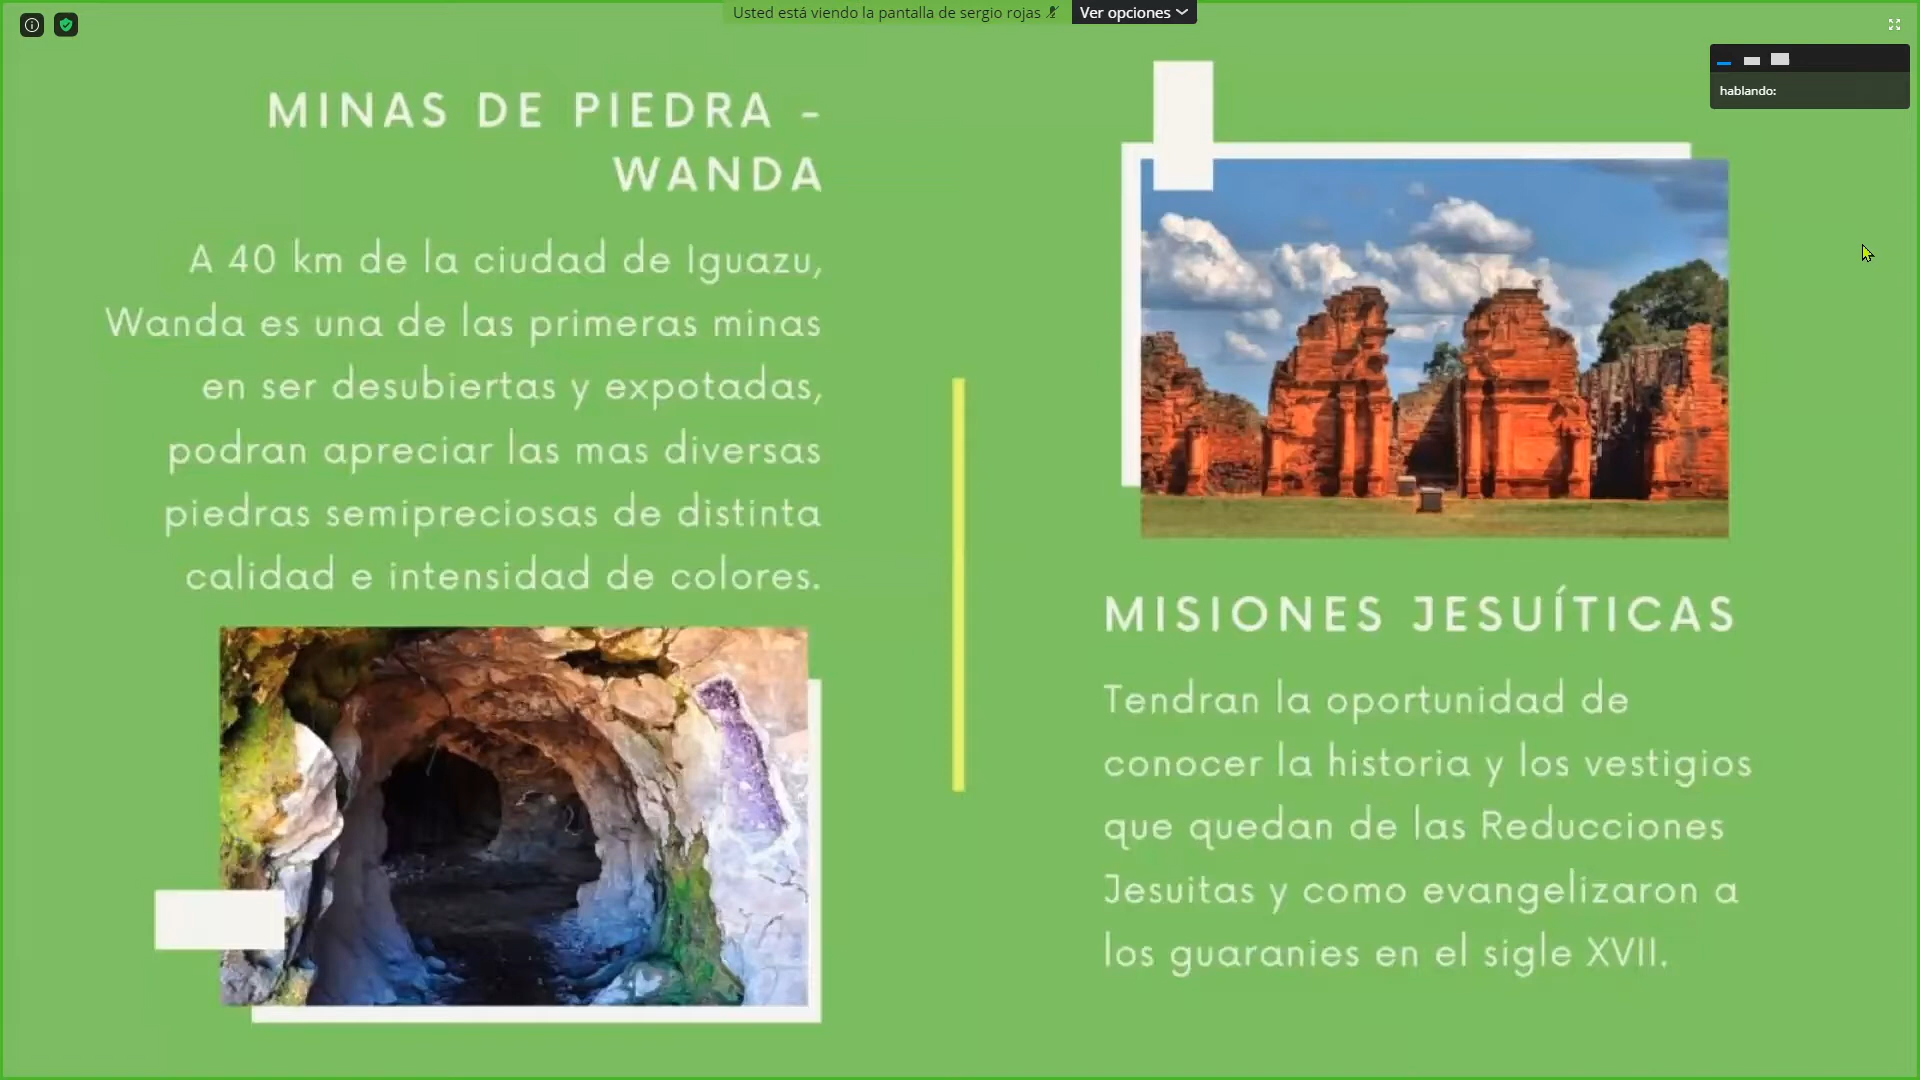 Usted está viendo la pantalla de sergio rojas
Ver opciones
hablando:
MINAS DE PIEDRA -
WANDA
A 40 km de la ciudad de Iguazu,
Wanda es una de las primeras minas
en ser desubiertas y expotadas,
podran apreciar las mas diversas
piedras semipreciosas de distinta
calidad e intensidad de colores.
MISIONES JESUÍTICAS
Tendran la oportunidad de
conocer la historia y los vestigios
que quedan de las Reducciones
Jesuitas y como evangelizaron a
los guaranies en el sigle XVII.